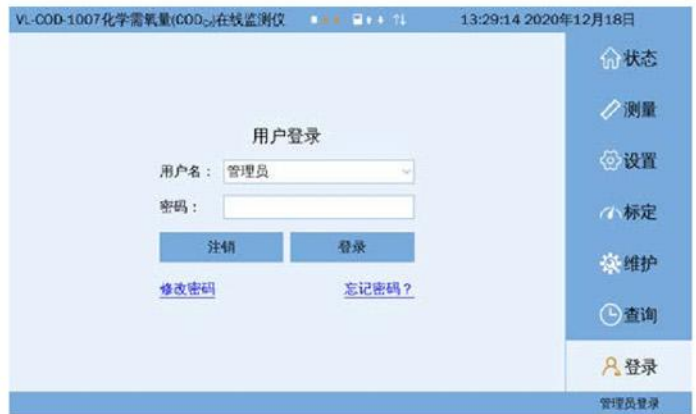 VL-COD-1007化学需氧量(CODCr)在线监测仪 13:29:14 2020年12月18日
状态
测量
用户登录
用户名： 管理员
设置
密码：
标定
注销 登录
维护
修改密码 忘记密码？
查询
登录
管理员登录